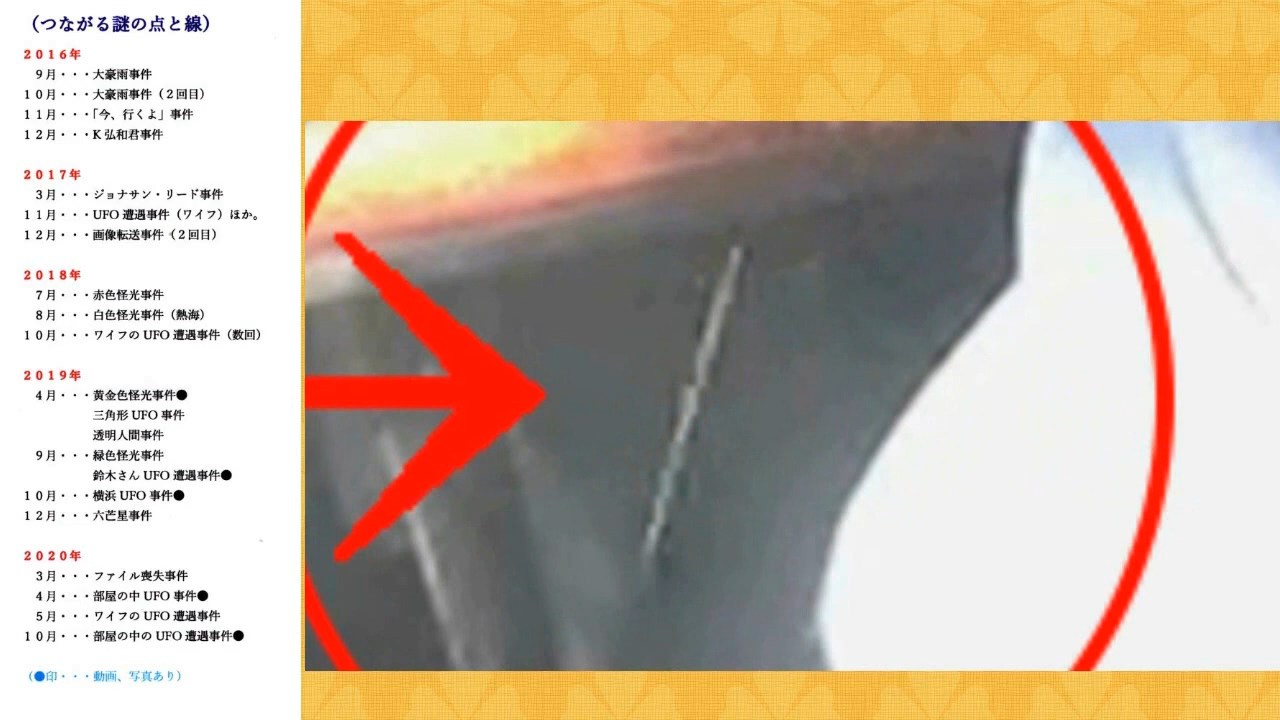 （つながる謎の点と線）
２０１６年
９月・・・大豪雨事件
１０月・・・大豪雨事件（２回目）
１１月・・・「今、行くよ」事件
１２月・・・K 弘和君事件
２０１７年
３月・・・ジョナサン・リード事件
１１月・・・UFO 遭遇事件（ワイフ）ほか。
１２月・・・画像転送事件（２回目）
２０１８年
７月・・・赤色怪光事件
８月・・・白色怪光事件（熱海）
１０月・・・ワイフの UFO 遭遇事件（数回）
２０１９年
４月・・・黄金色怪光事件●
三角形 UFO 事件
透明人間事件
９月・・・緑色怪光事件
鈴木さん UFO 遭遇事件●
１０月・・・横浜 UFO 事件●
１２月・・・六芒星事件
２０２０年
３月・・・ファイル喪失事件
４月・・・部屋の中 UFO 事件●
５月・・・ワイフの UFO 遭遇事件
１０月・・・部屋の中の UFO 遭遇事件●
（●印・・・動画、写真あり）